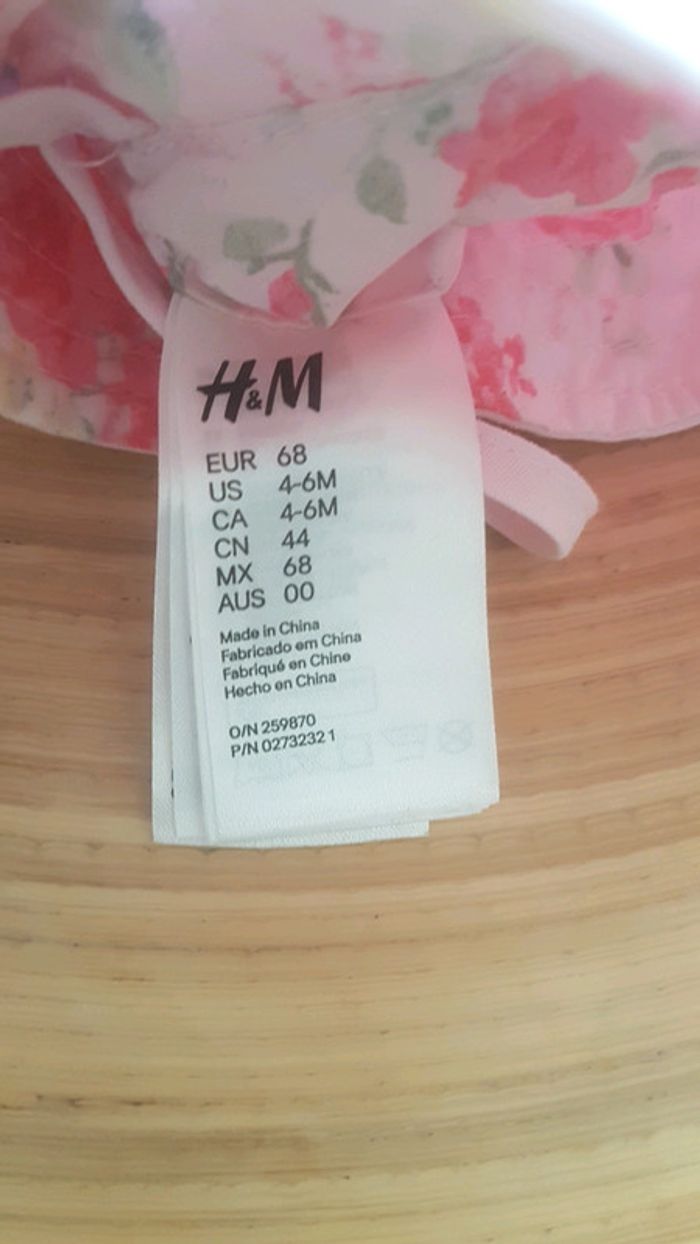 H&M
EUR 68
US 4-6M
CA 4-6M
CN 44
MX 68
AUS 00
Made in China
Fabricado em China
Fabriqué en Chine
Hecho en China
O/N 259870
P/N 02732321